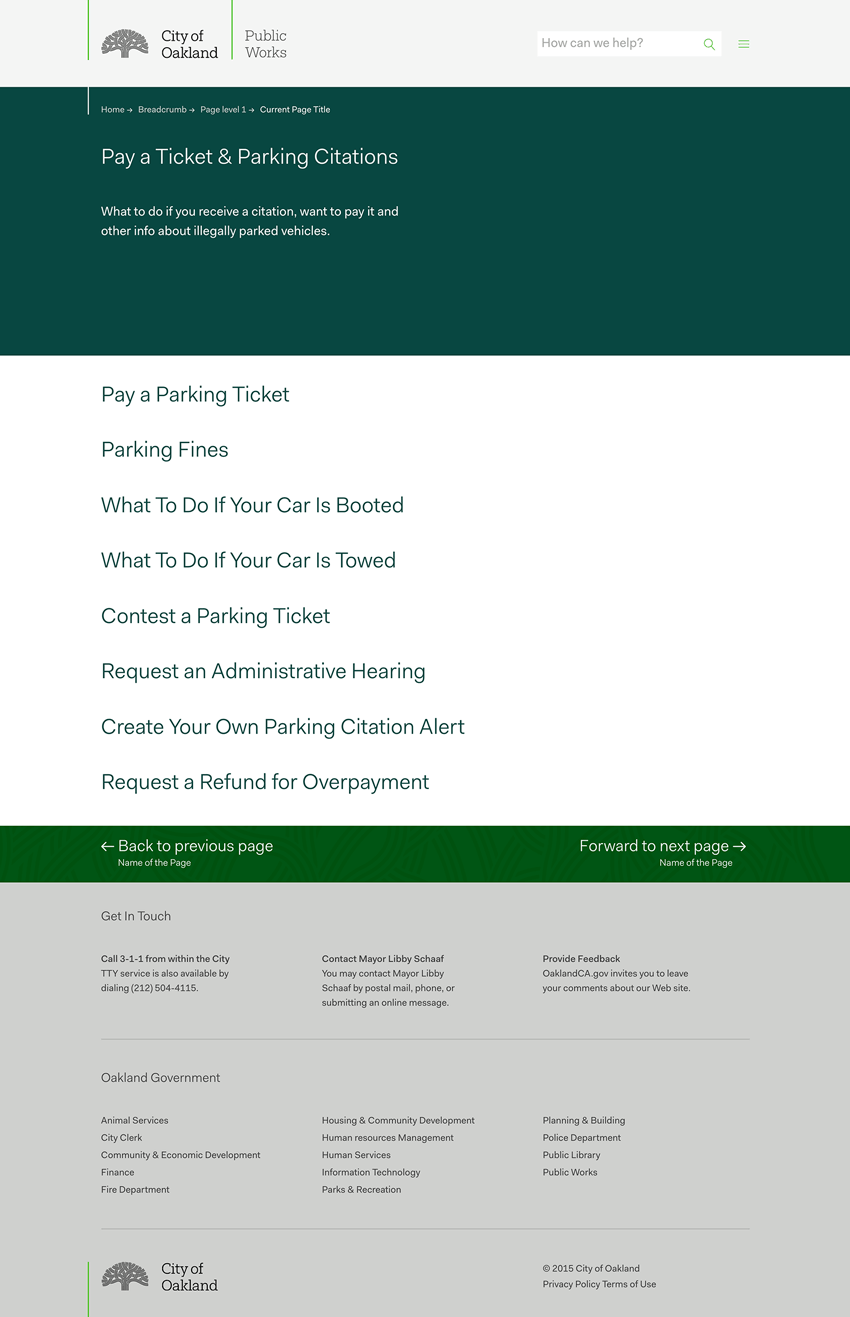 City of
Oakland
Public
Works
How can we help?
Home → Breadcrumb → Page level 1 → Current Page Title
Pay a Ticket & Parking Citations
What to do if you receive a citation, want to pay it and
other info about illegally parked vehicles.
Pay a Parking Ticket
Parking Fines
What To Do If Your Car Is Booted
What To Do If Your Car Is Towed
Contest a Parking Ticket
Request an Administrative Hearing
Create Your Own Parking Citation Alert
Request a Refund for Overpayment
← Back to previous page
Name of the Page
Forward to next page →
Name of the Page
Get In Touch
Call 3-1-1 from within the City
TTY service is also available by
dialing (212) 504-4115.
Contact Mayor Libby Schaaf
You may contact Mayor Libby
Schaaf by postal mail, phone, or
submitting an online message.
Provide Feedback
OaklandCA.gov invites you to leave
your comments about our Web site.
Oakland Government
Animal Services
City Clerk
Community & Economic Development
Finance
Fire Department
Housing & Community Development
Human resources Management
Human Services
Information Technology
Parks & Recreation
Planning & Building
Police Department
Public Library
Public Works
City of
Oakland
© 2015 City of Oakland
Privacy Policy Terms of Use